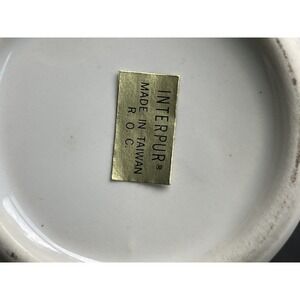 INTERPUR®
MADE IN TAIWAN
R. O. C.